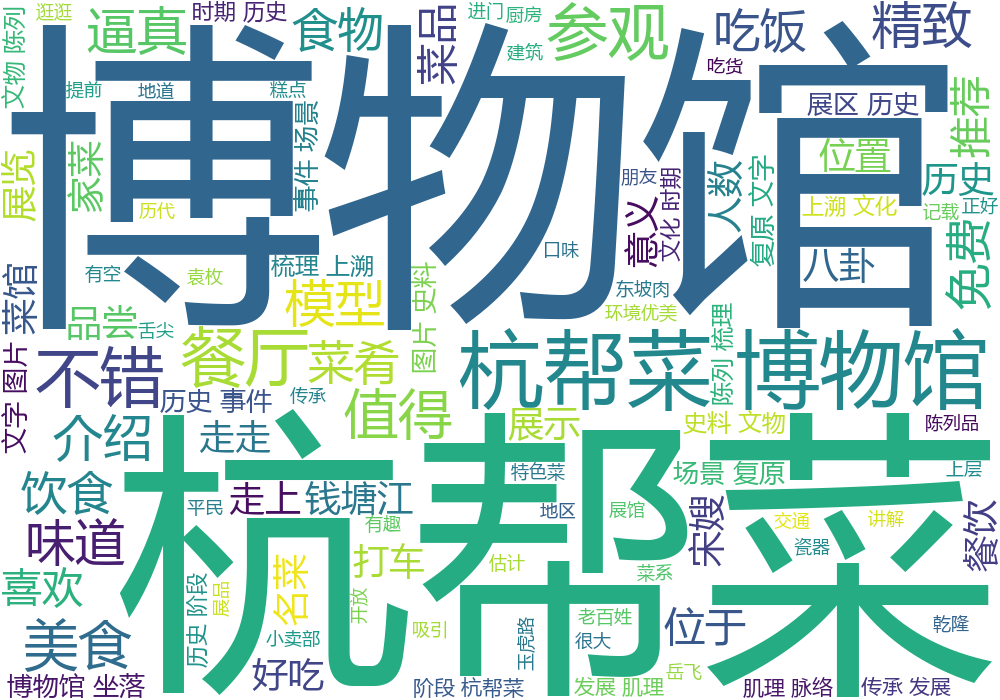 博物馆
杭帮菜
杭帮菜 博物馆
文物 陈列
逛逛
逼真
时期 历史
食物
菜品
进门
厨房
建筑
参观
吃饭
吃货
精致
提前
地道
糕点
展区 历史
推荐
展览
家菜
事件 场景
位置
历史
历代
朋友
文化 时期
意义
人数
复原 文字
上溯 文化
记载
正好
有空
袁枚
梳理 上溯
口味
八卦
免费
菜馆
品尝
舌尖
模型
图片 史料
东坡肉
环境优美
陈列 梳理
文字 图片
不错
餐厅
菜肴
历史 事件
传承
值得
介绍
走走
展示
史料 文物
陈列品
饮食
平民
走上
钱塘江
特色菜
场景 复原
上层
味道
有趣
地区
展馆
宋嫂
交通
讲解
餐饮
喜欢
打车
估计
菜系
瓷器
名菜
历史 阶段
展品
开放
美食
小卖部
吸引
玉虎路
老百姓
很大
位于
乾隆
好吃
岳飞
博物馆 坐落
阶段 杭帮菜
发展 肌理
肌理 脉络
传承 发展